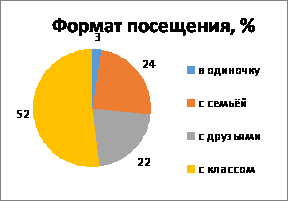 Формат посещения, %
3
24
22
52
в одиночку
с семьёй
с друзьями
с классом